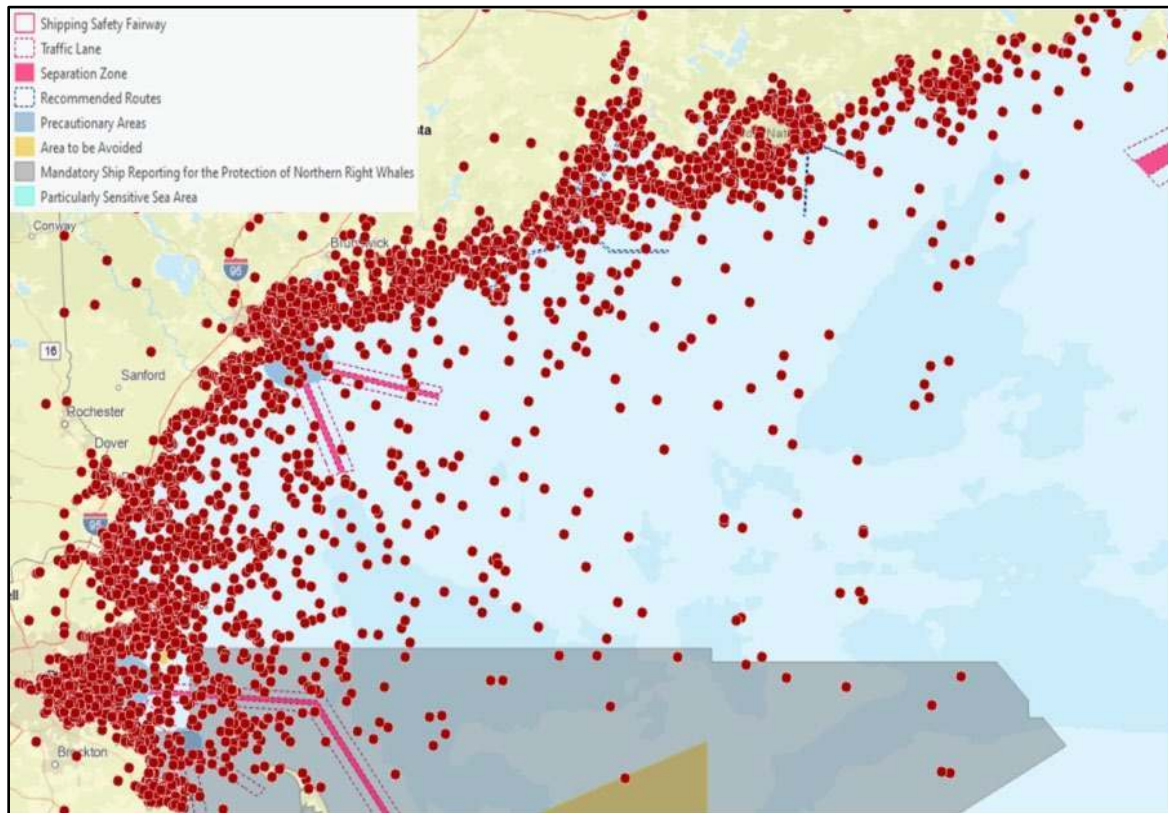 Shipping Safety Fairway
Traffic Lane
Separation Zone
Recommended Routes
Precautionary Areas
Area to be Avoided
Mandatory Ship Reporting for the Protection of Northern Right Whales
Particularly Sensitive Sea Area
Conway
Brunswick
95
16
Sanford
Rochester
Dover
95
Brockton